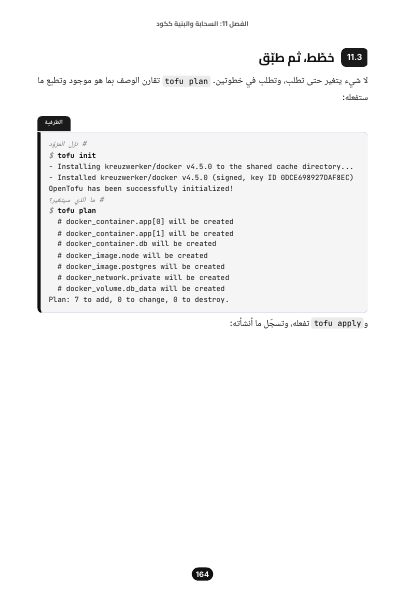 الفصل 11: السحابة والبنية ككود
11.3 خطّط، ثم طبّق
لا شيء يتغير حتى تطلب، وتطلب في خطوتين. tofu plan تقارن الوصف بما هو موجود وتطبع ما
ستفعله:
الطرفية
# نزل المزوّد
$ tofu init
- Installing kreuzwerker/docker v4.5.0 to the shared cache directory...
- Installed kreuzwerker/docker v4.5.0 (signed, key ID 0DCE698927DAF8EC)
OpenTofu has been successfully initialized!
# ما الذي سيتغير؟
$ tofu plan
# docker_container.app[0] will be created
# docker_container.app[1] will be created
# docker_container.db will be created
# docker_image.node will be created
# docker_image.postgres will be created
# docker_network.private will be created
# docker_volume.db_data will be created
Plan: 7 to add, 0 to change, 0 to destroy.
و tofu apply تفعله، وتسجّل ما أنشأته:
164